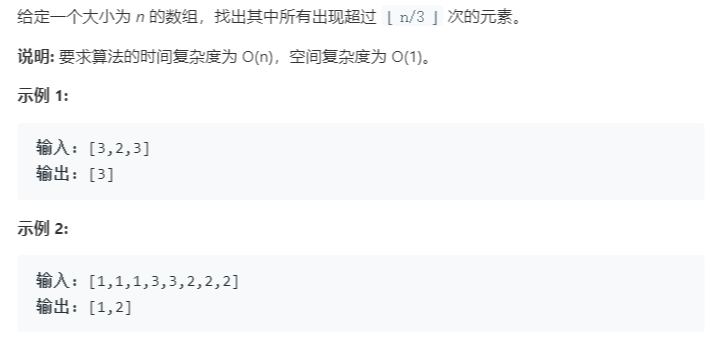 给定一个大小为 n 的数组，找出其中所有出现超过 ⌊ n/3 ⌋ 次的元素。
说明: 要求算法的时间复杂度为 O(n)，空间复杂度为 O(1)。
示例 1:
输入: [3,2,3]
输出: [3]
示例 2:
输入: [1,1,1,3,3,2,2,2]
输出: [1,2]